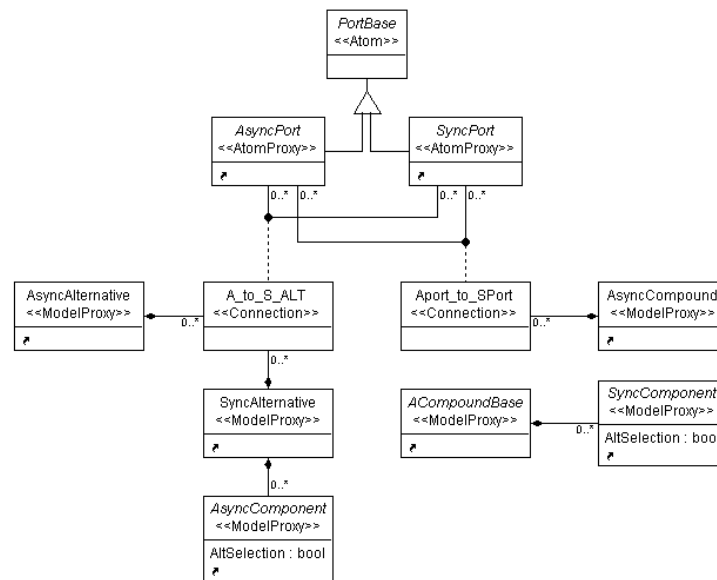 PortBase
<<Atom>>
AsyncPort
<<AtomProxy>>
SyncPort
<<AtomProxy>>
0..*
0..*
0..*
0..*
AsyncAlternative
<<ModelProxy>>
0..*
A_to_S_ALT
<<Connection>>
Aport_to_SPort
<<Connection>>
0..*
AsyncCompound
<<ModelProxy>>
0..*
SyncAlternative
<<ModelProxy>>
ACompoundBase
<<ModelProxy>>
0..*
SyncComponent
<<ModelProxy>>
AltSelection : boo
0..*
AsyncComponent
<<ModelProxy>>
AltSelection : bool